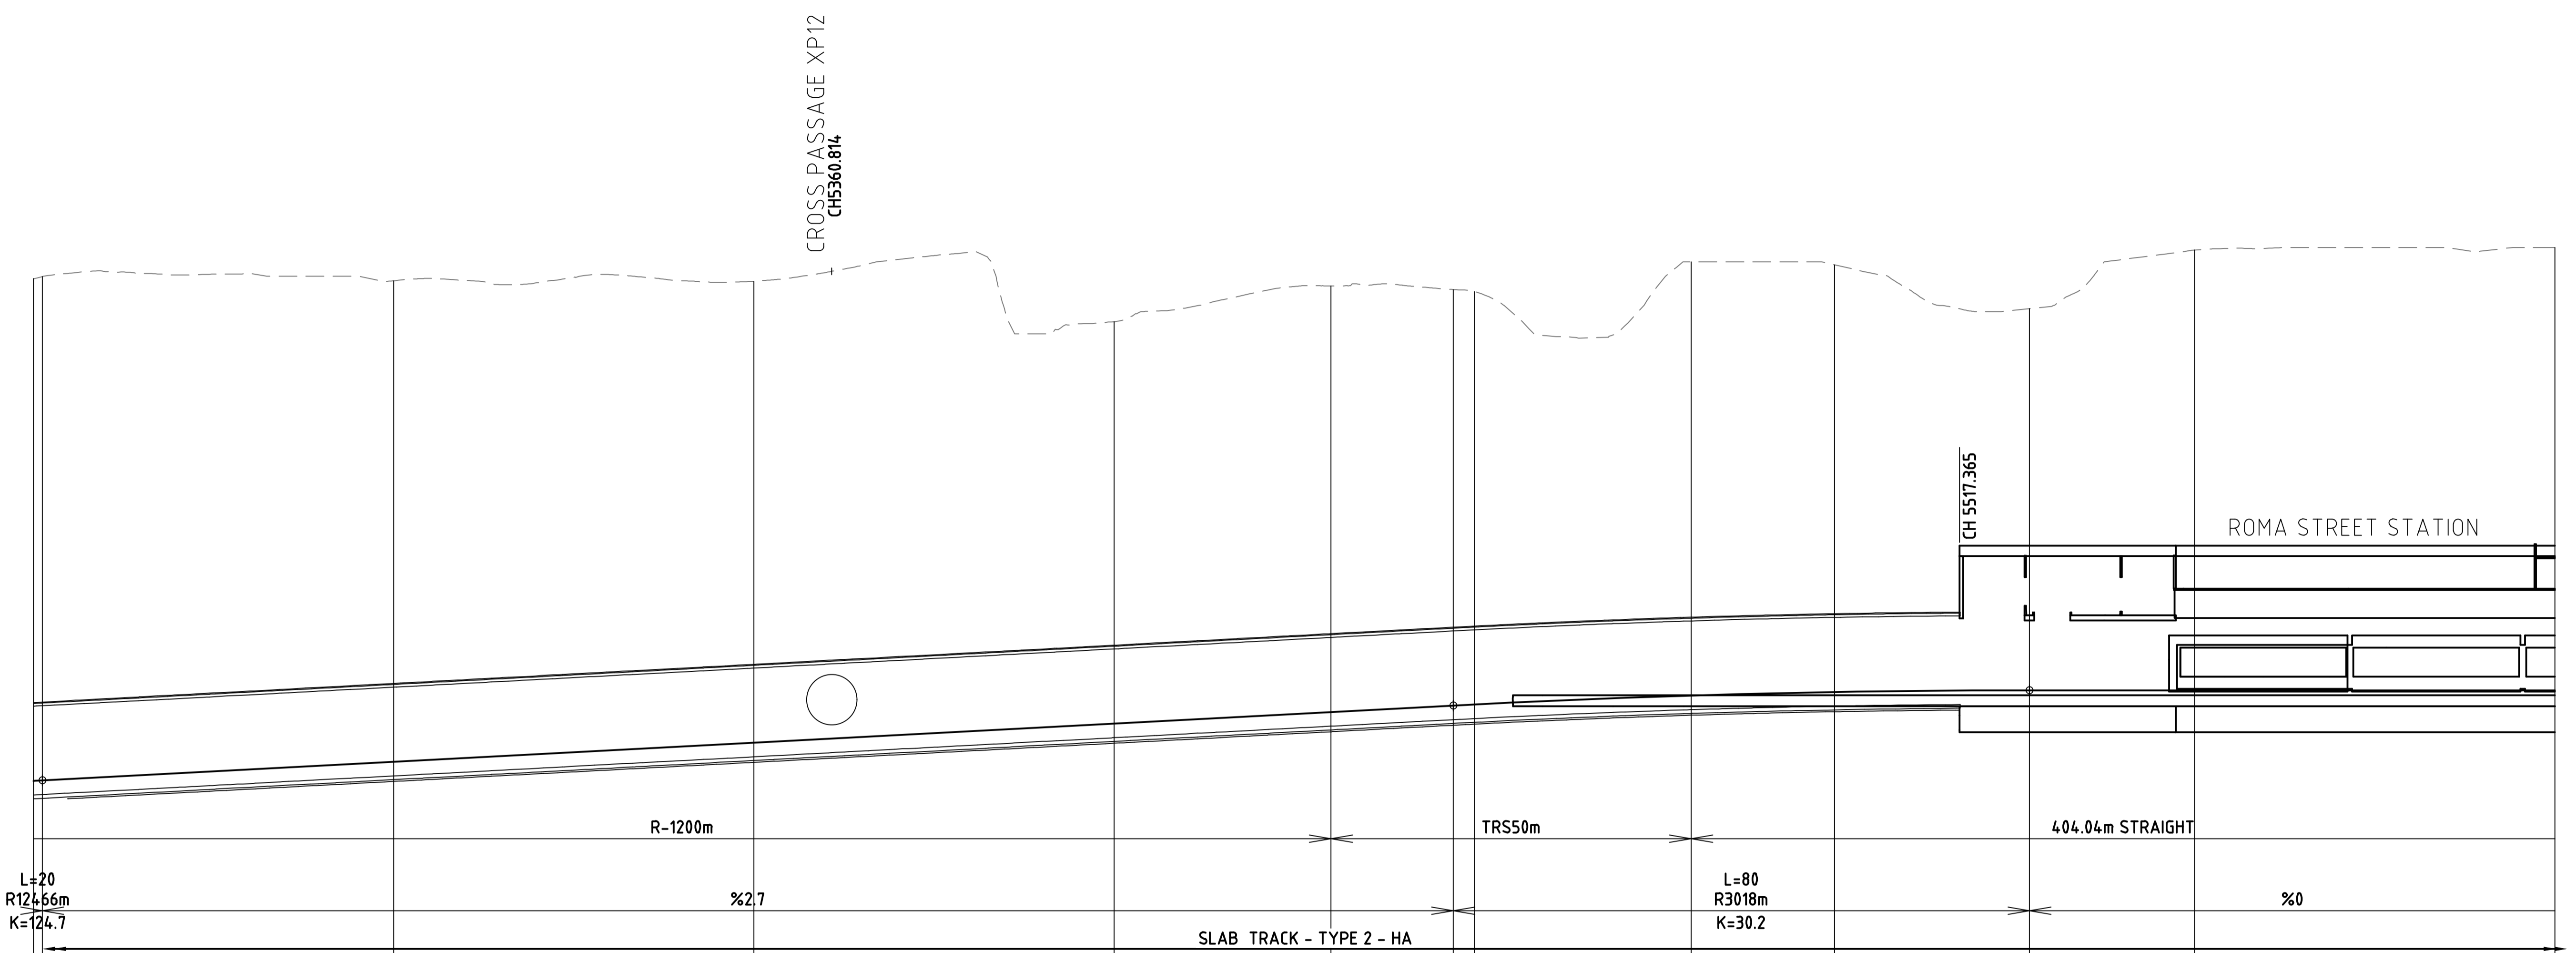 CROSS PASSAGE XP12
CH5360.814
CH 5517.365
ROMA STREET STATION
R-1200m
TRS50m
404.04m STRAIGHT
L=20
R12466m
K=124.7
%2.7
L=80
R3018m
K=30.2
%0
SLAB TRACK - TYPE 2 - HA